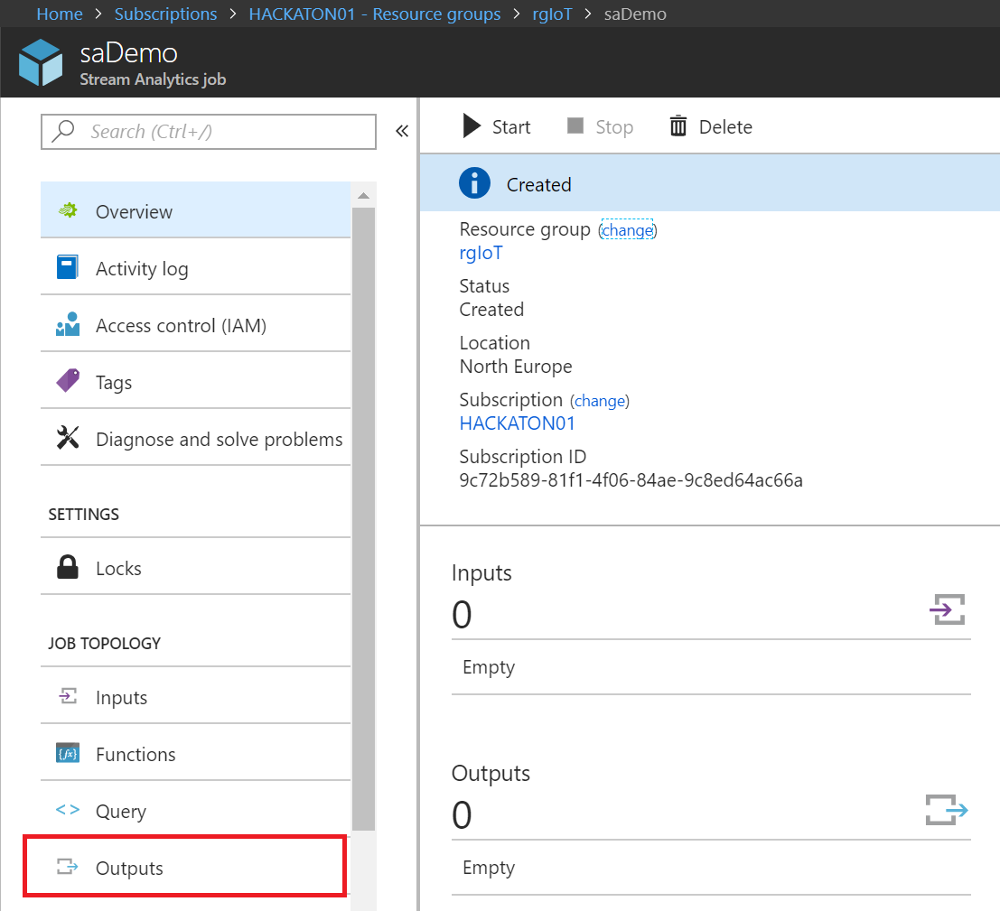 Home > Subscriptions > HACKATON01 - Resource groups > rgIoT > saDemo
saDemo
Stream Analytics job
Search (Ctrl+/)
«
Overview
Activity log
Access control (IAM)
Tags
Diagnose and solve problems
SETTINGS
Locks
JOB TOPOLOGY
Inputs
Functions
Query
Outputs
Start Stop Delete
Created
Resource group (change)
rgIoT
Status
Created
Location
North Europe
Subscription (change)
HACKATON01
Subscription ID
9c72b589-81f1-4f06-84ae-9c8ed64ac66a
Inputs
0
Empty
Outputs
0
Empty